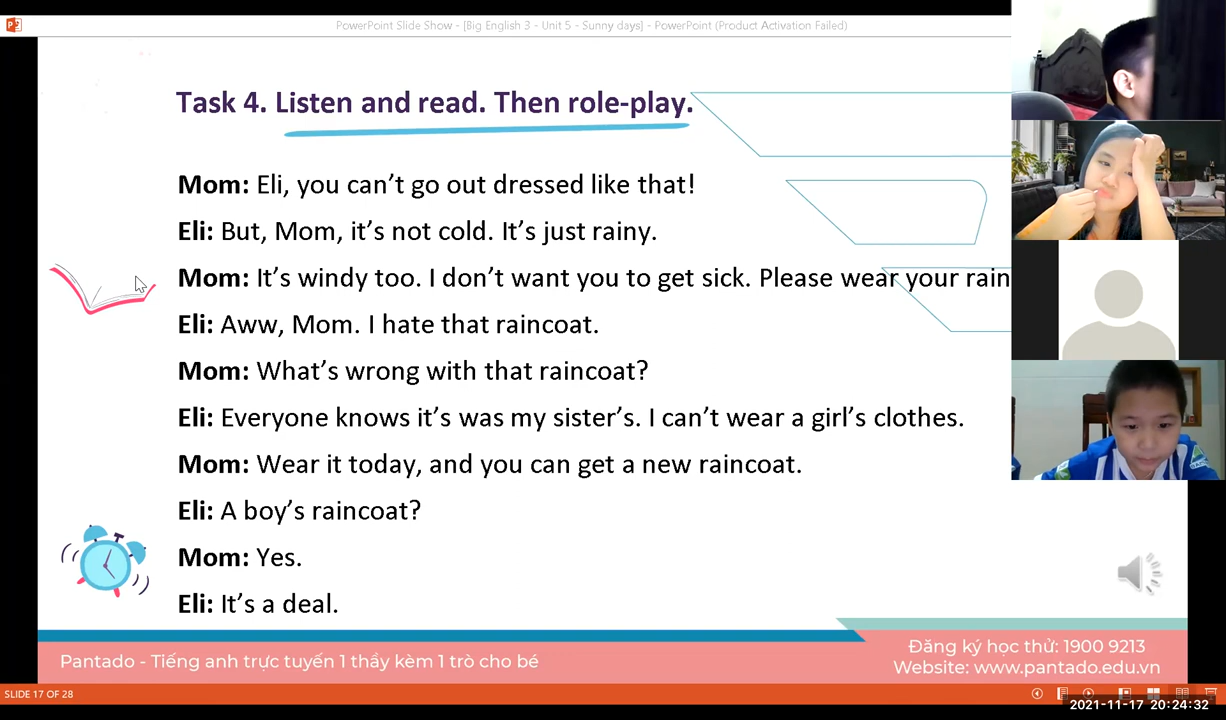 PowerPoint Slide Show - [Big English 3 - Unit 5 - Sunny days] - PowerPoint (Product Activation Failed)
Task 4. Listen and read. Then role-play.
Mom: Eli, you can't go out dressed like that!
Eli: But, Mom, it's not cold. It's just rainy.
Mom: It's windy too. I don't want you to get sick. Please wear your rain
Eli: Aww, Mom. I hate that raincoat.
Mom: What's wrong with that raincoat?
Eli: Everyone knows it's was my sister's. I can't wear a girl's clothes.
Mom: Wear it today, and you can get a new raincoat.
Eli: A boy's raincoat?
Mom: Yes.
Eli: It's a deal.
Pantado - Tiếng anh trực tuyến 1 thầy kèm 1 trò cho bé
Đăng ký học thử: 1900 9213
Website: www.pantado.edu.vn
SLIDE 17 OF 28
2021-11-17 20:24:32